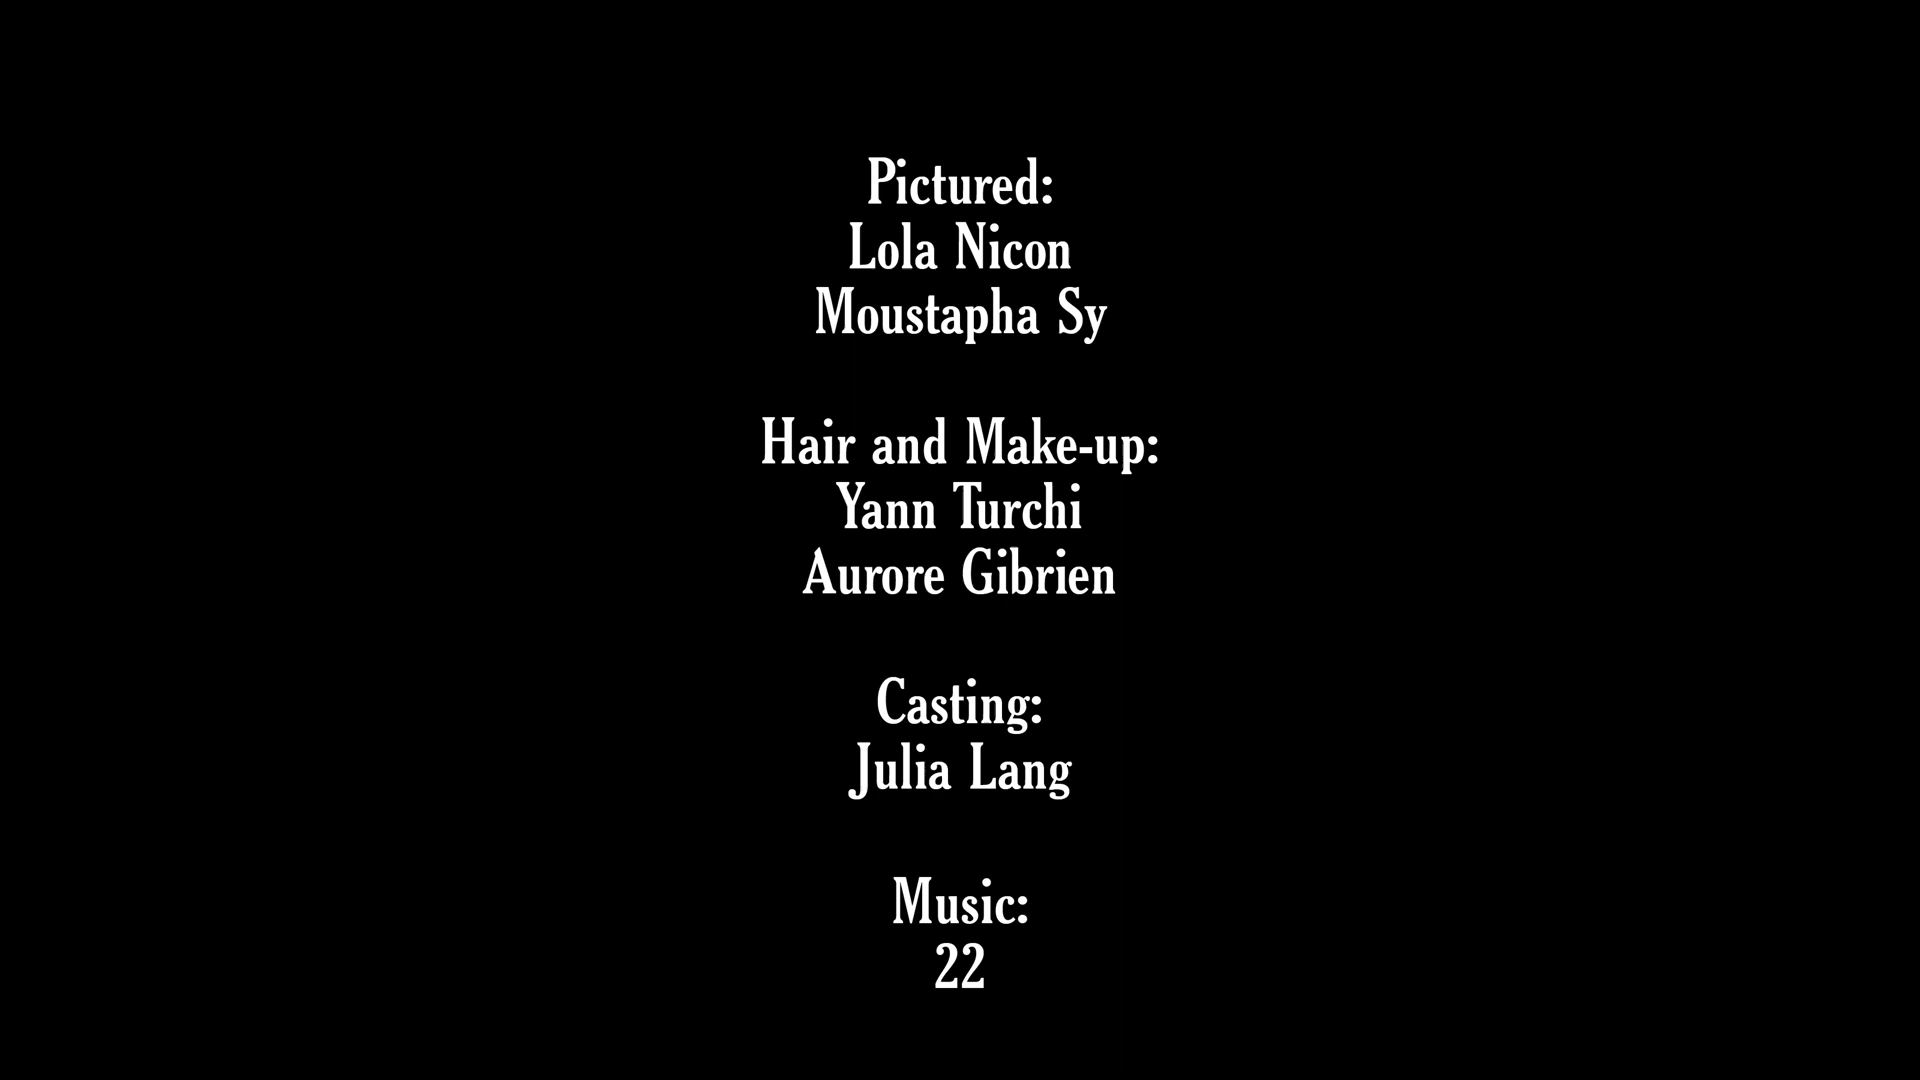 Pictured:
Lola Nicon
Moustapha Sy
Hair and Make-up:
Yann Turchi
Aurore Gibrien
Casting:
Julia Lang
Music:
22